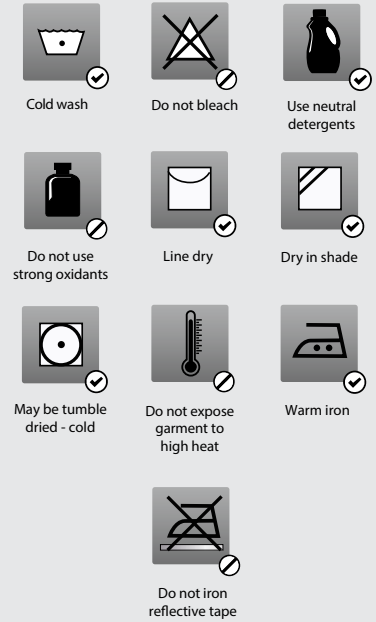 Cold wash
Do not bleach
Use neutral
detergents
Do not use
strong oxidants
Line dry
Dry in shade
May be tumble
dried - cold
Do not expose
garment to
high heat
Warm iron
Do not iron
reflective tape